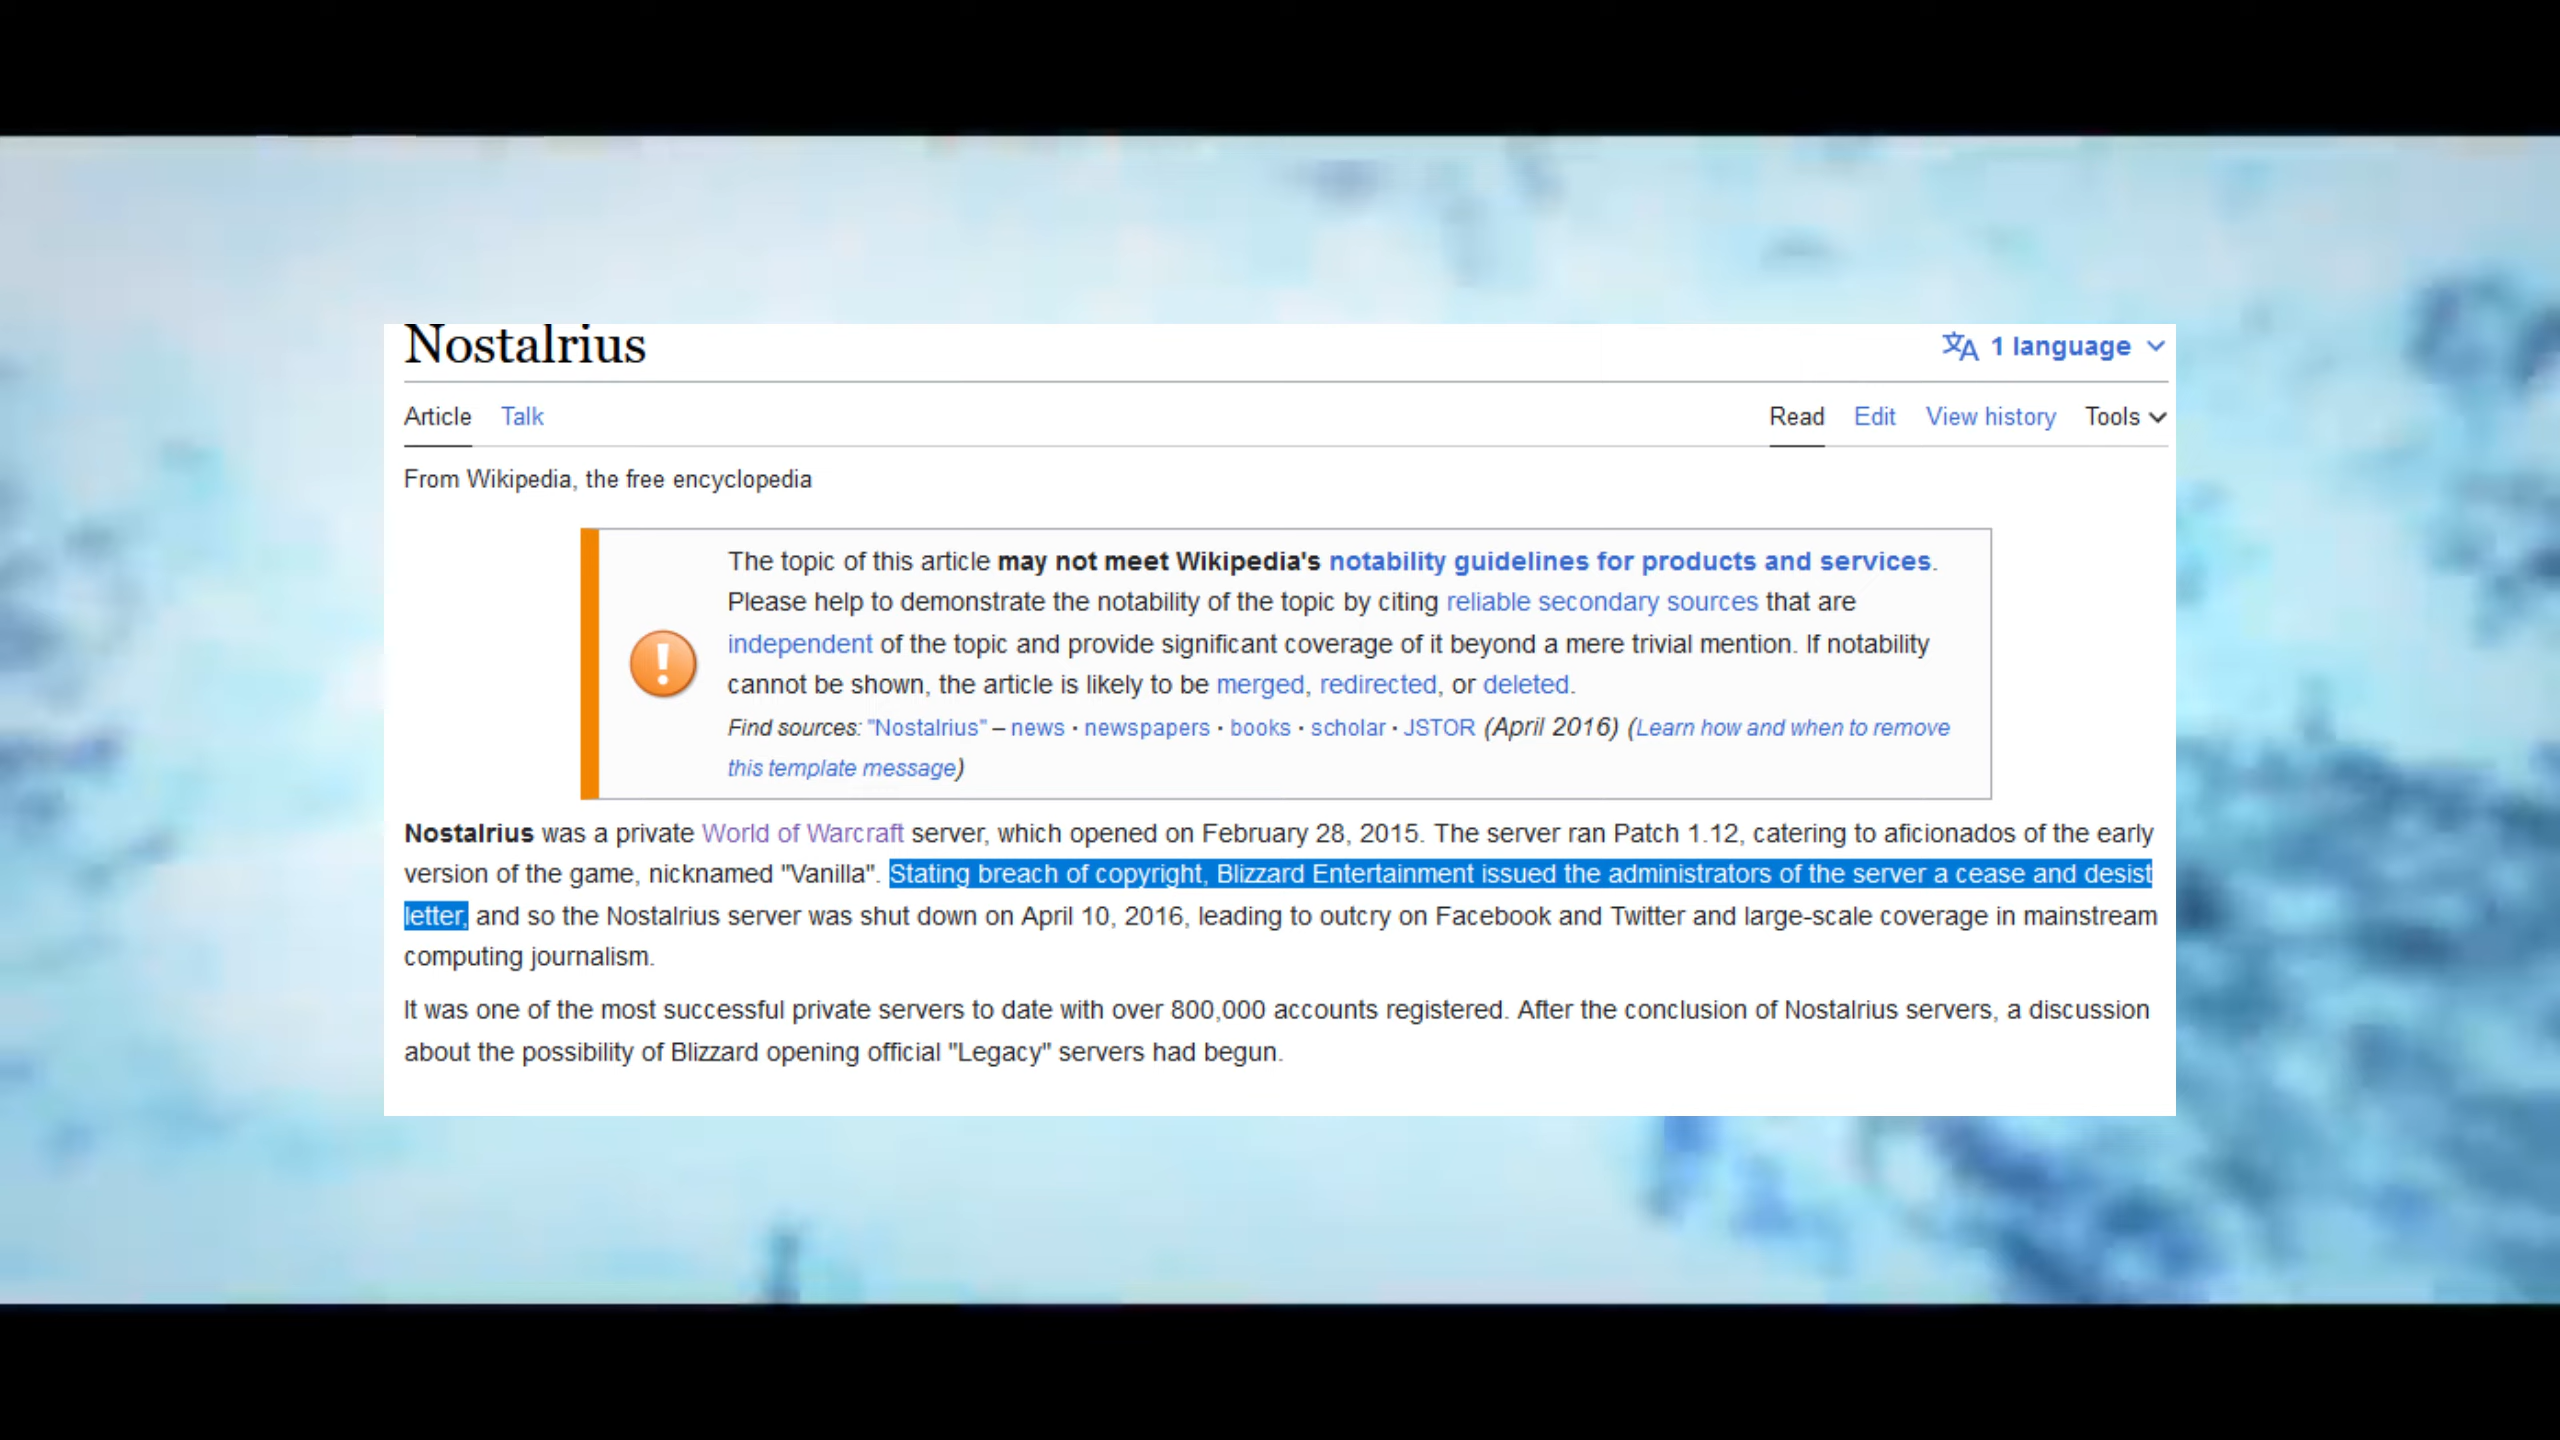 Nostalrius
1 language
Article Talk
Read Edit View history Tools
From Wikipedia, the free encyclopedia
The topic of this article may not meet Wikipedia's notability guidelines for products and services.
Please help to demonstrate the notability of the topic by citing reliable secondary sources that are
independent of the topic and provide significant coverage of it beyond a mere trivial mention. If notability
cannot be shown, the article is likely to be merged, redirected, or deleted.
Find sources: "Nostalrius" – news · newspapers · books · scholar · JSTOR (April 2016) (Learn how and when to remove
this template message)
Nostalrius was a private World of Warcraft server, which opened on February 28, 2015. The server ran Patch 1.12, catering to aficionados of the early
version of the game, nicknamed "Vanilla". Stating breach of copyright, Blizzard Entertainment issued the administrators of the server a cease and desist
letter, and so the Nostalrius server was shut down on April 10, 2016, leading to outcry on Facebook and Twitter and large-scale coverage in mainstream
computing journalism.
It was one of the most successful private servers to date with over 800,000 accounts registered. After the conclusion of Nostalrius servers, a discussion
about the possibility of Blizzard opening official "Legacy" servers had begun.